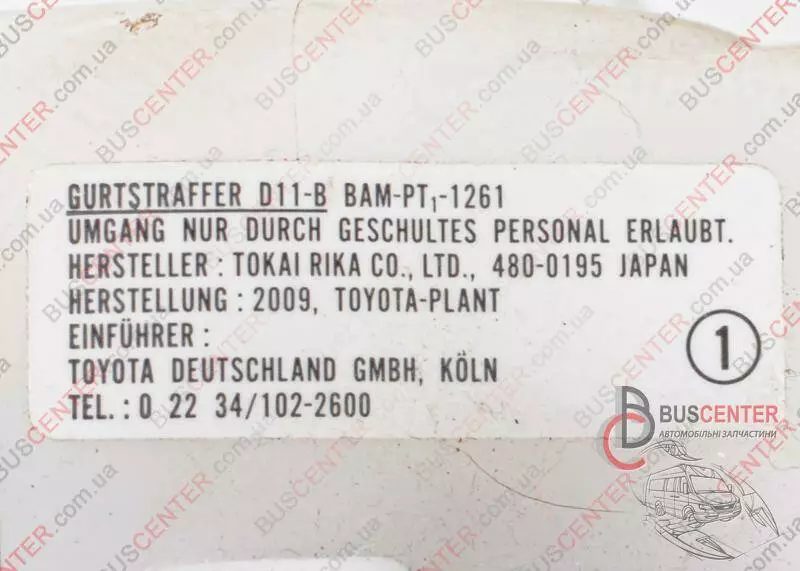 GURTSTRAFFER D11-B BAM-PT₁-1261
UMGANG NUR DURCH GESCHULTES PERSONAL ERLAUBT.
HERSTELLER : TOKAI RIKA CO., LTD., 480-0195 JAPAN
HERSTELLUNG : 2009, TOYOTA-PLANT
EINFÜHRER :
TOYOTA DEUTSCHLAND GMBH, KÖLN
TEL. : 0 22 34/102-2600
1
BUSCENTER
АВТОМОБІЛЬНІ ЗАПЧАСТИНИ
BUSCENTER.com.ua